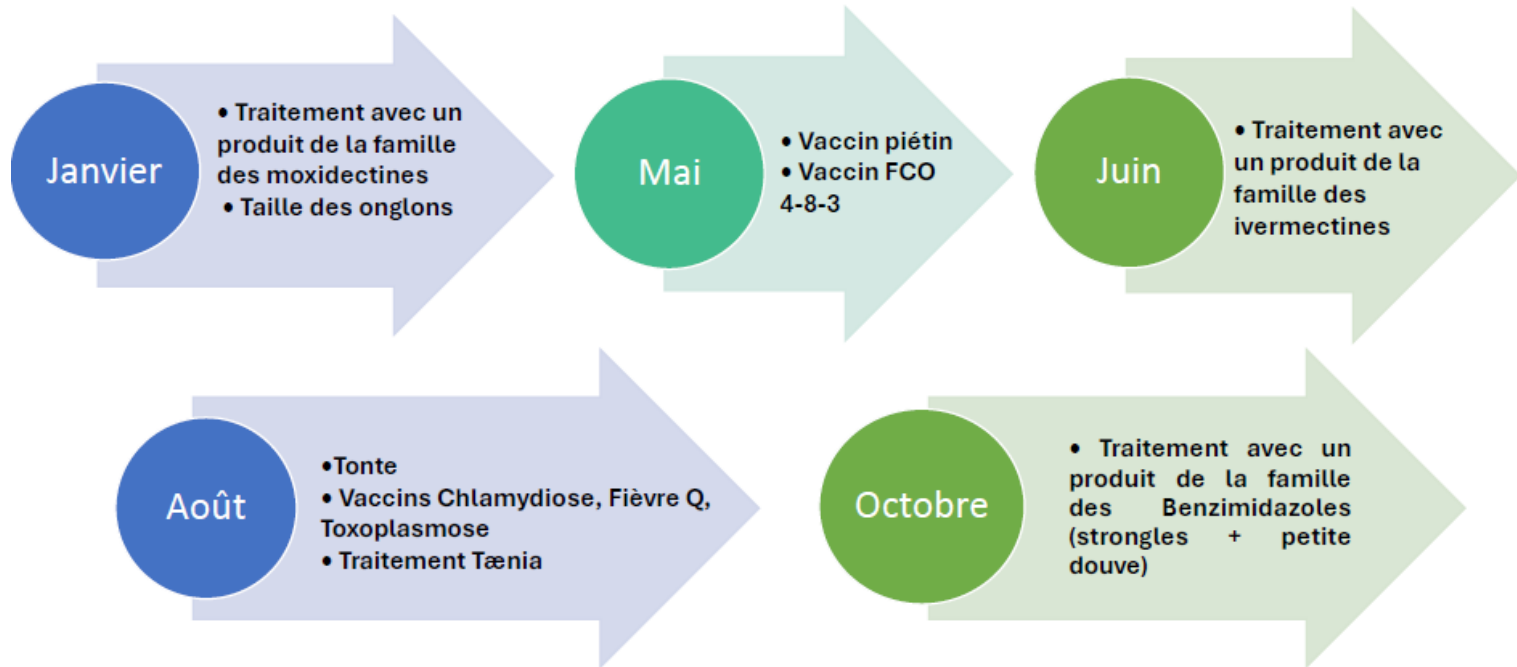 Janvier
• Traitement avec un
produit de la famille
des moxidectines
• Taille des onglons
Mai
• Vaccin piétin
• Vaccin FCO
4-8-3
Juin
• Traitement avec
un produit de la
famille des
ivermectines
Août
•Tonte
• Vaccins Chlamydiose, Fièvre Q,
Toxoplasmose
• Traitement Tænia
Octobre
• Traitement avec un
produit de la famille
des Benzimidazoles
(strongles + petite
douve)